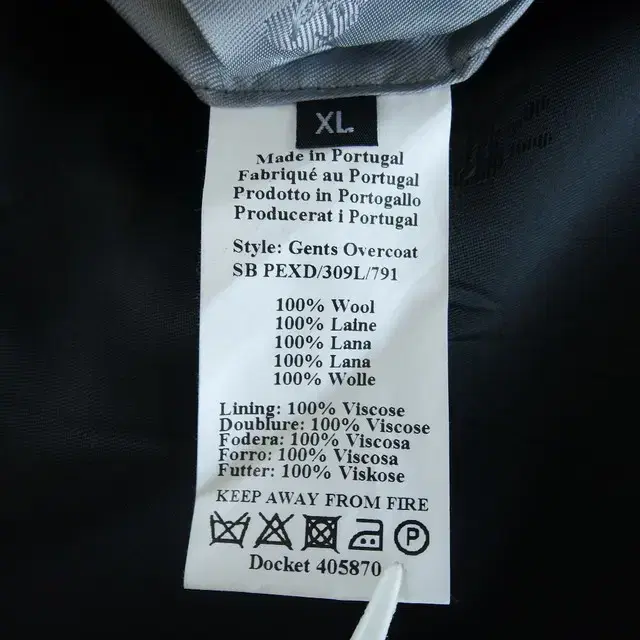 XL
Made in Portugal
Fabriqué au Portugal
Prodotto in Portogallo
Producerat i Portugal
Style: Gents Overcoat
SB PEXD/309L/791
100% Wool
100% Laine
100% Lana
100% Lana
100% Wolle
Lining: 100% Viscose
Doublure: 100% Viscose
Fodera: 100% Viscosa
Forro: 100% Viscosa
Futter: 100% Viskose
KEEP AWAY FROM FIRE
P
Docket 405870